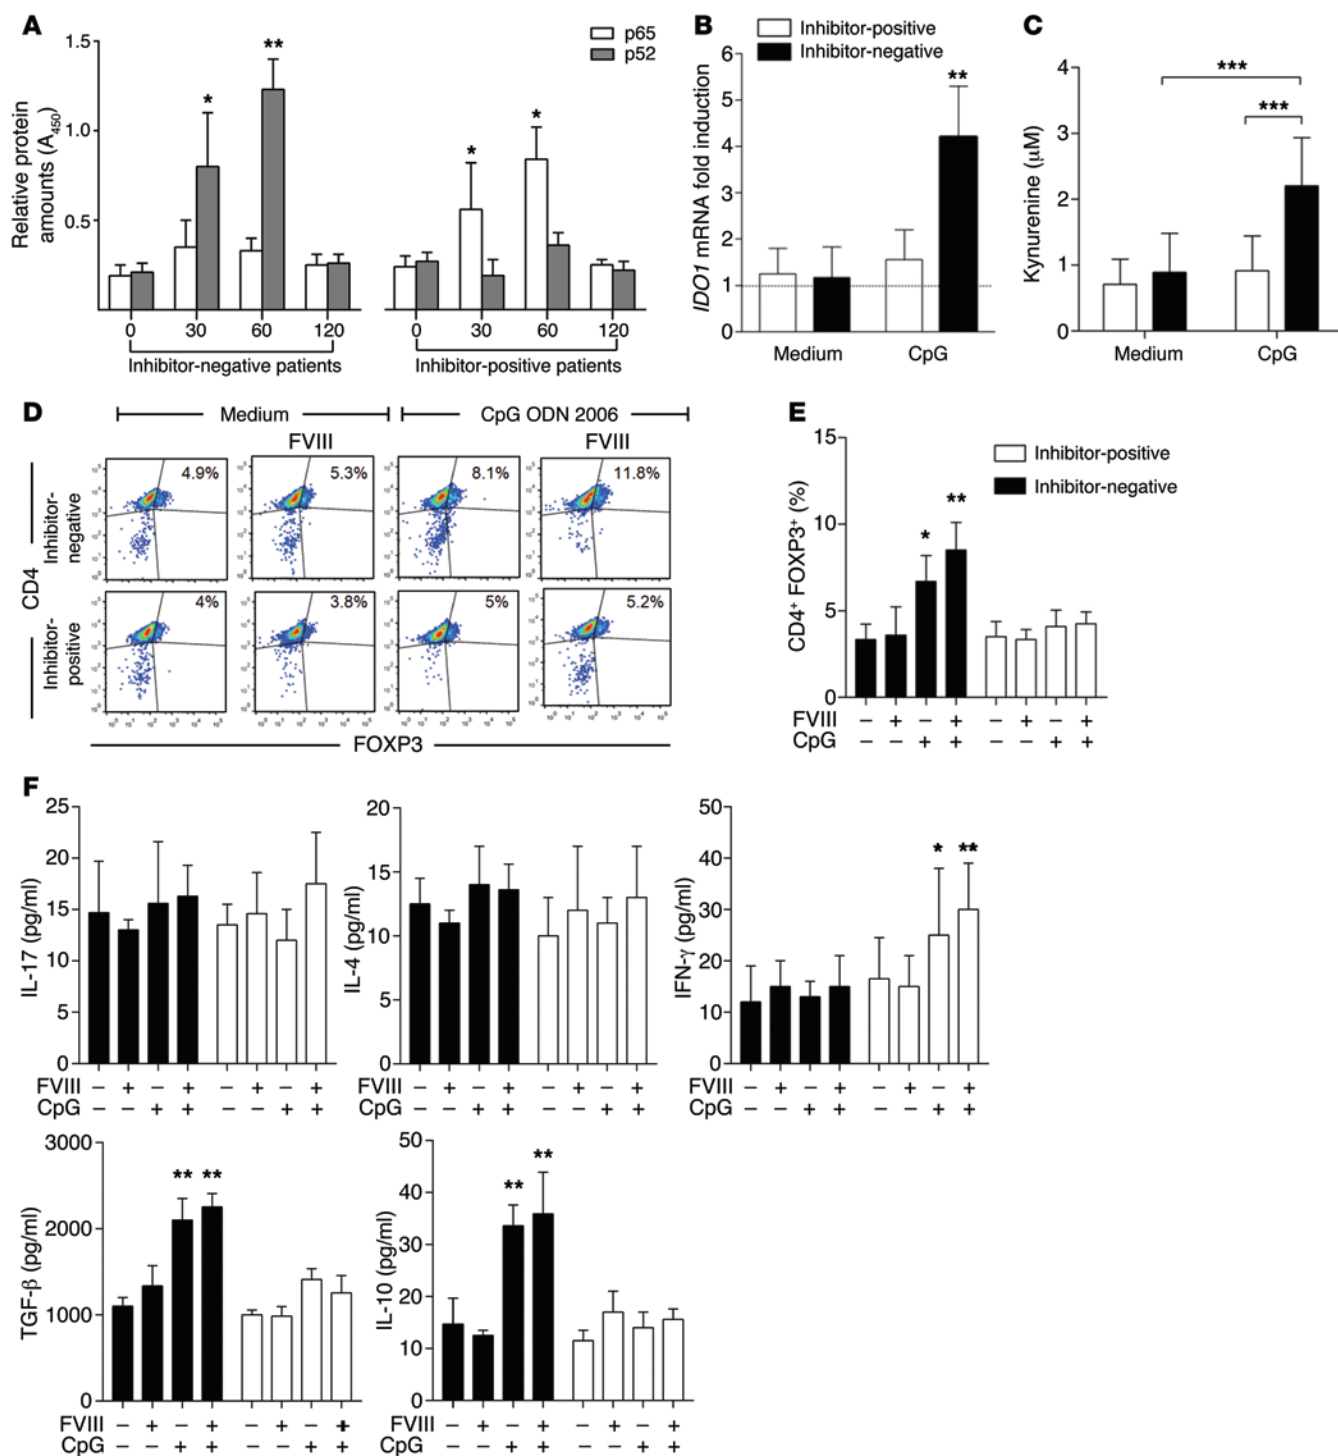 A
1.5
1.0
0.5
Relative protein
amounts (A450)
p65
p52
* ** * *
0 30 60 120 0 30 60 120
Inhibitor-negative patients Inhibitor-positive patients
B
Inhibitor-positive
Inhibitor-negative
IDO1 mRNA fold induction
6
5
4
3
2
1
0
**
Medium CpG
C
Kynurenine (μM)
4
3
2
1
0
***
***
Medium CpG
D
Medium CpG ODN 2006
FVIII FVIII
Inhibitor-negative
4.9% 5.3% 8.1% 11.8%
CD4
Inhibitor-positive
4% 3.8% 5% 5.2%
FOXP3
E
CD4+ FOXP3+ (%)
15
10
5
0
Inhibitor-positive
Inhibitor-negative
* **
FVIII − + − + − + − +
CpG − − + + − − + +
F
IL-17 (pg/ml)
25
20
15
10
5
0
FVIII − + − + − + − +
CpG − − + + − − + +
IL-4 (pg/ml)
20
15
10
5
0
− + − + − + − +
− − + + − − + +
IFN-γ (pg/ml)
50
40
30
20
10
0
* **
FVIII − + − + − + − +
CpG − − + + − − + +
TGF-β (pg/ml)
3000
2000
1000
0
** **
FVIII − + − + − + − +
CpG − − + + − − + +
IL-10 (pg/ml)
50
40
30
20
10
0
** **
− + − + − + − +
− − + + − − + +